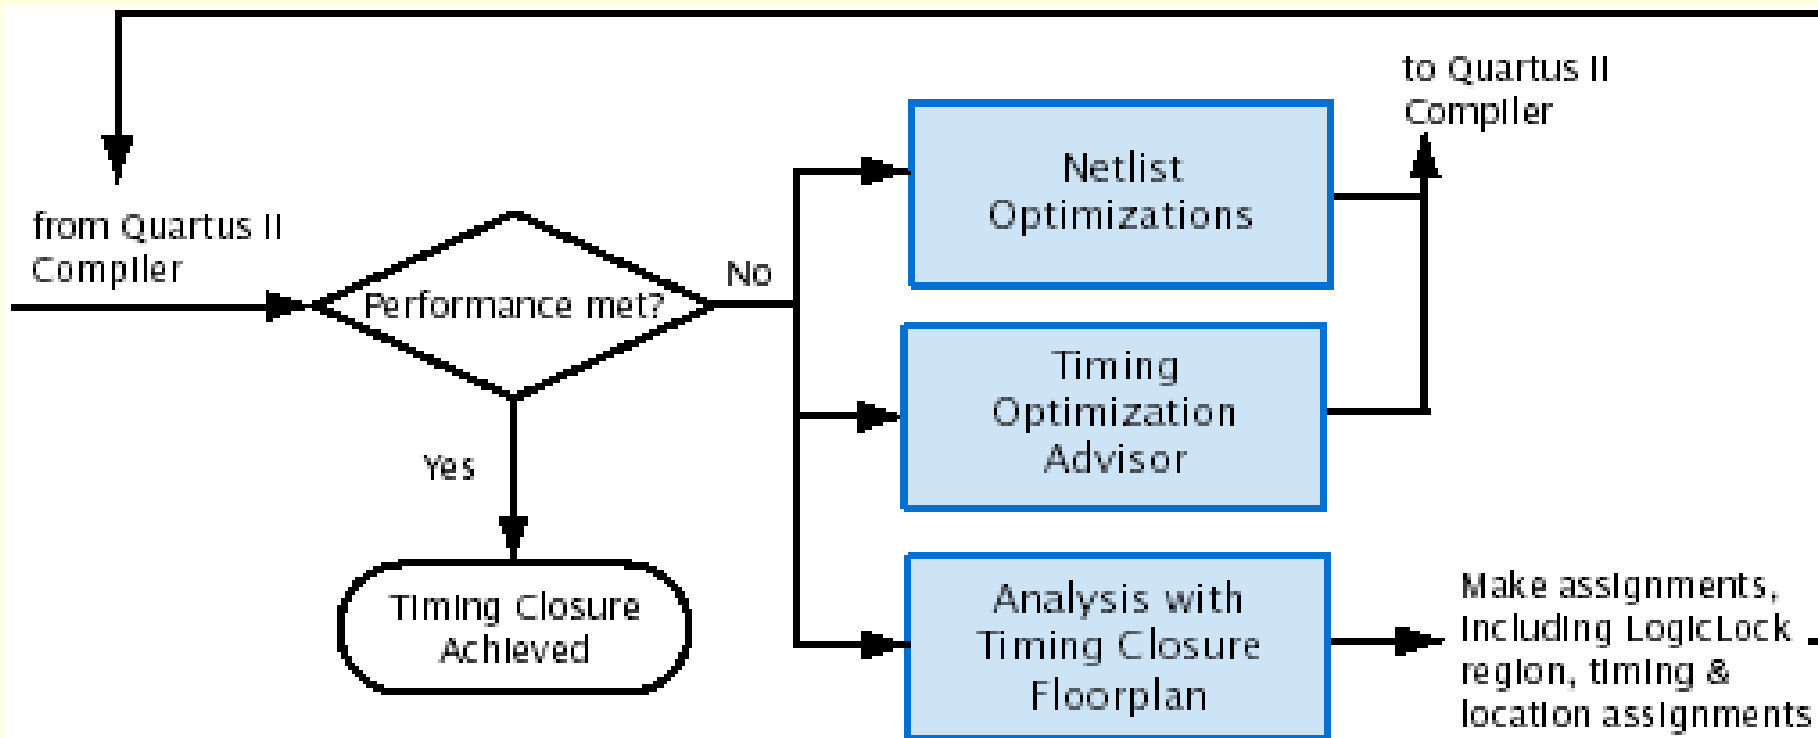 to Quartus II
Compiler
Netlist
Optimizations
from Quartus II
Compiler
No
Performance met?
Timing
Optimization
Advisor
Yes
Timing Closure
Achieved
Analysis with
Timing Closure
Floorplan
Make assignments,
including LogicLock
region, timing &
location assignments